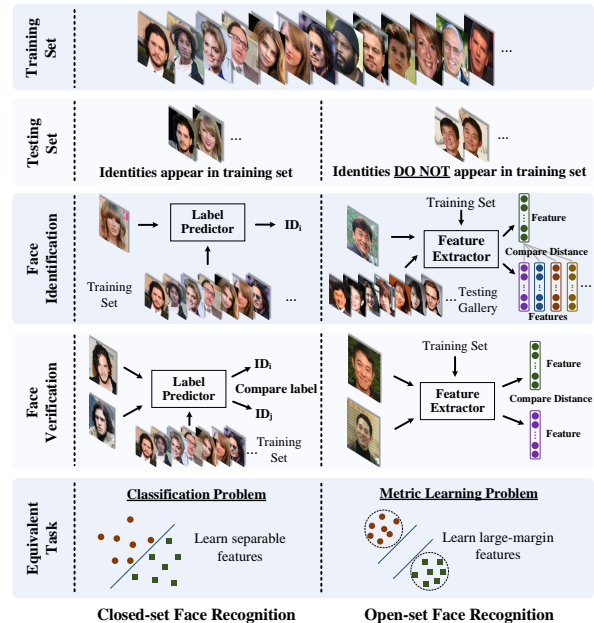 Training
Set
...
Testing
Set
...
Identities appear in training set
...
Identities DO NOT appear in training set
Face
Identification
Label
Predictor
IDi
Training
Set
...
Training Set
Feature
Extractor
Feature
Compare Distance
...
Testing
Gallery
...
Features
Face
Verification
Label
Predictor
IDi
Compare label
IDj
...
Training
Set
Training Set
Feature
Extractor
Feature
Compare Distance
Feature
Equivalent
Task
Classification Problem
Learn separable
features
Metric Learning Problem
Learn large-margin
features
Closed-set Face Recognition
Open-set Face Recognition